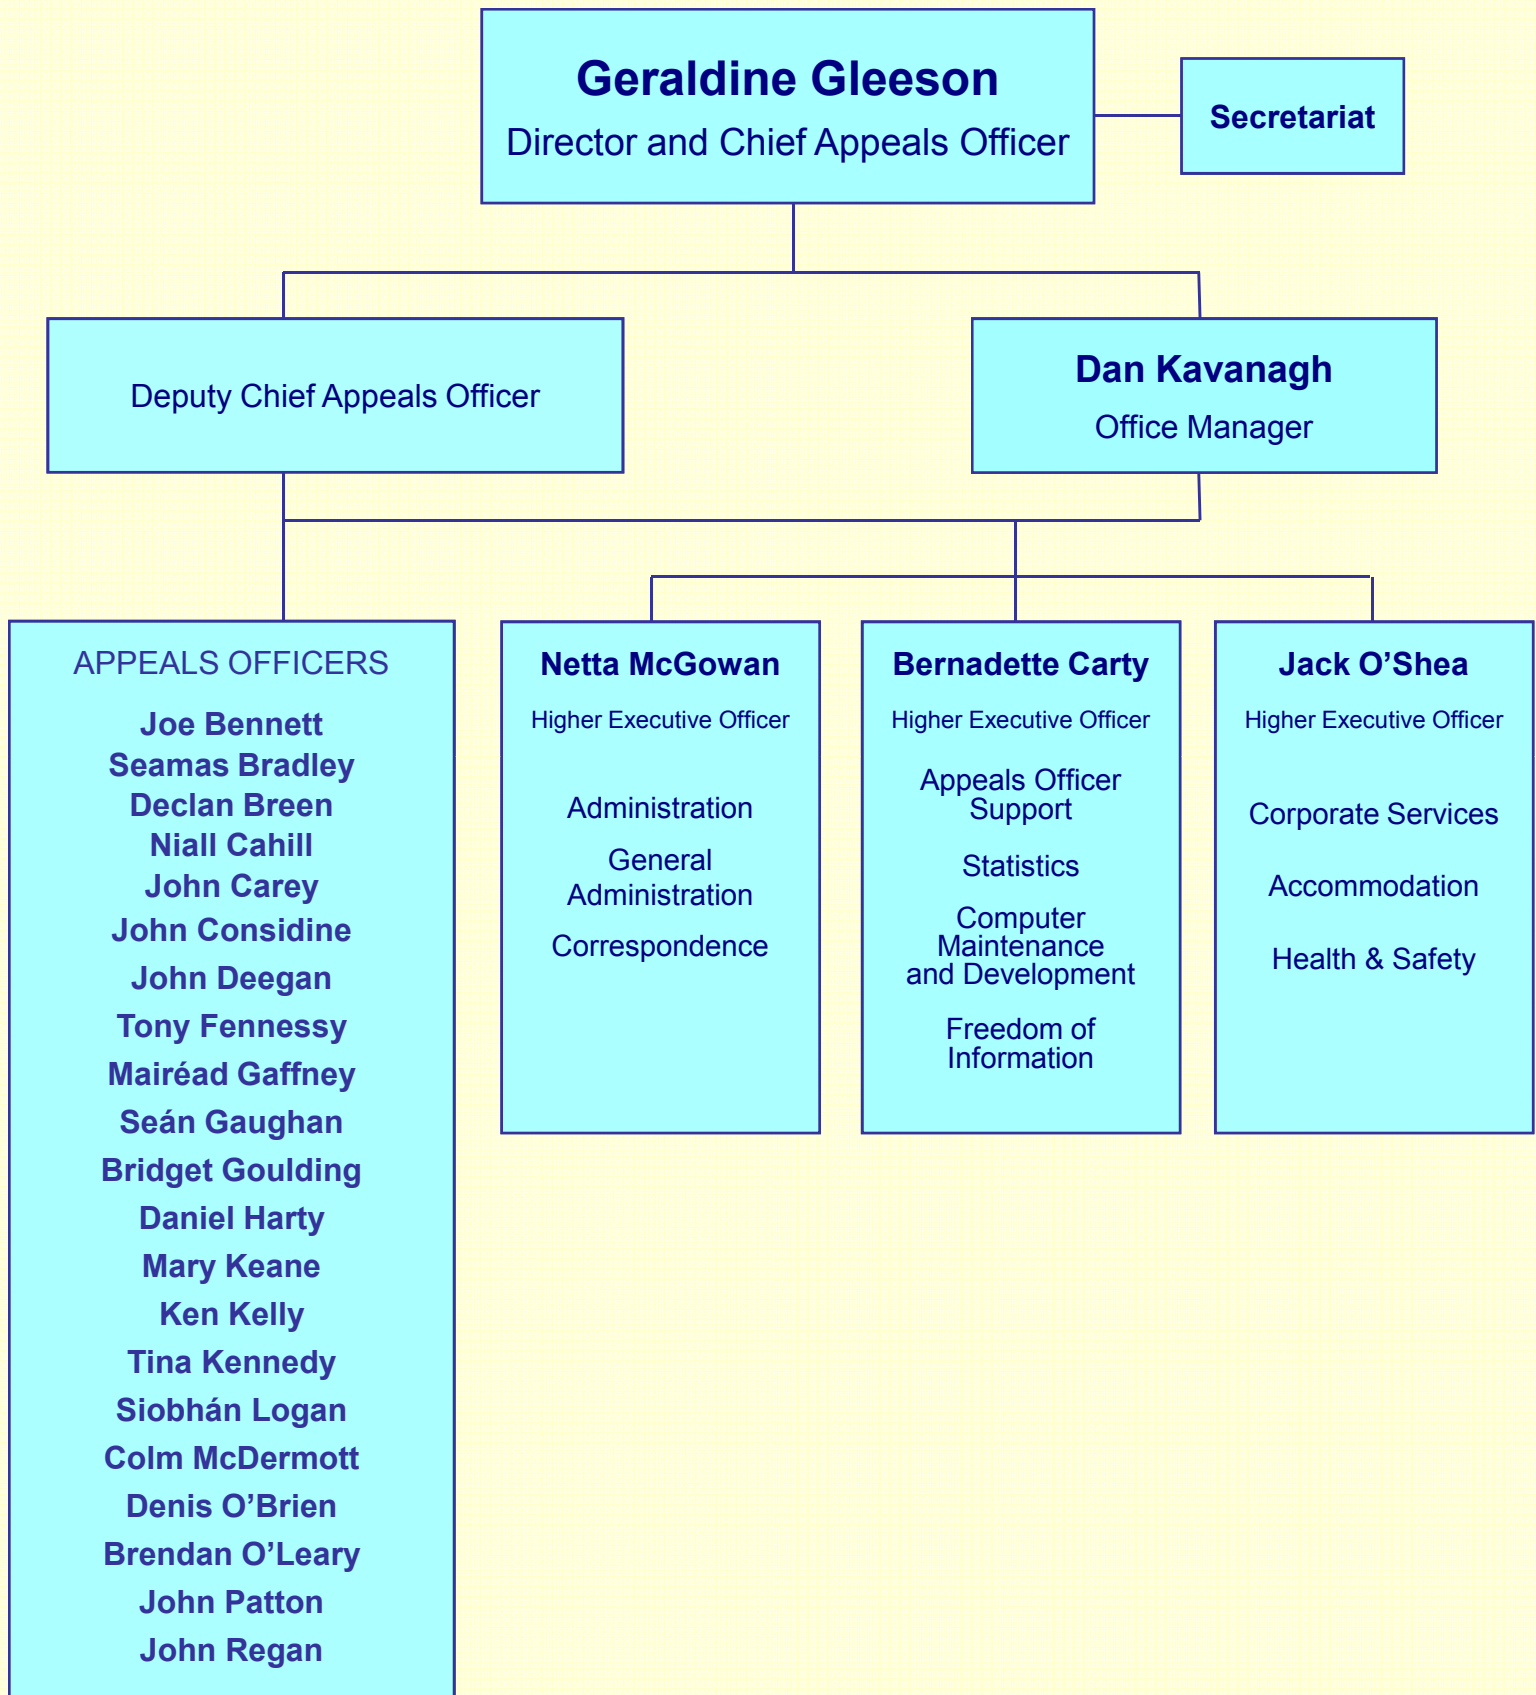 Geraldine Gleeson
Director and Chief Appeals Officer
Secretariat
Deputy Chief Appeals Officer
Dan Kavanagh
Office Manager
APPEALS OFFICERS
Joe Bennett
Seamas Bradley
Declan Breen
Niall Cahill
John Carey
John Considine
John Deegan
Tony Fennessy
Mairéad Gaffney
Seán Gaughan
Bridget Goulding
Daniel Harty
Mary Keane
Ken Kelly
Tina Kennedy
Siobhán Logan
Colm McDermott
Denis O’Brien
Brendan O’Leary
John Patton
John Regan
Netta McGowan
Higher Executive Officer
Administration
General
Administration
Correspondence
Bernadette Carty
Higher Executive Officer
Appeals Officer
Support
Statistics
Computer
Maintenance
and Development
Freedom of
Information
Jack O’Shea
Higher Executive Officer
Corporate Services
Accommodation
Health & Safety